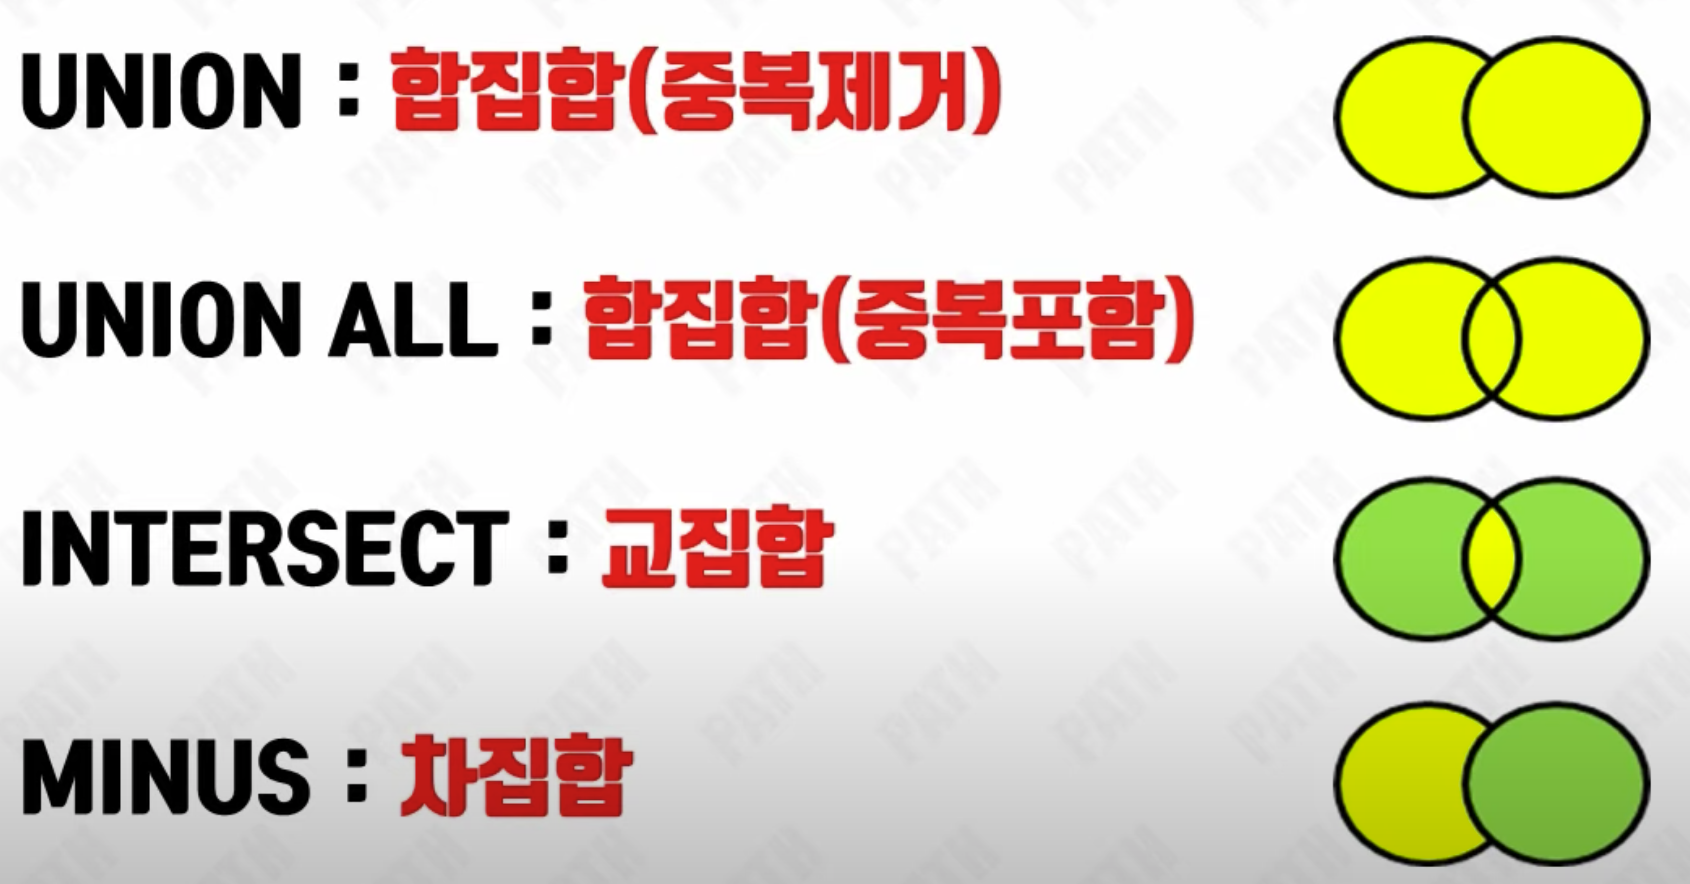 UNION : 합집합(중복제거)
UNION ALL : 합집합(중복포함)
INTERSECT : 교집합
MINUS : 차집합
PATH